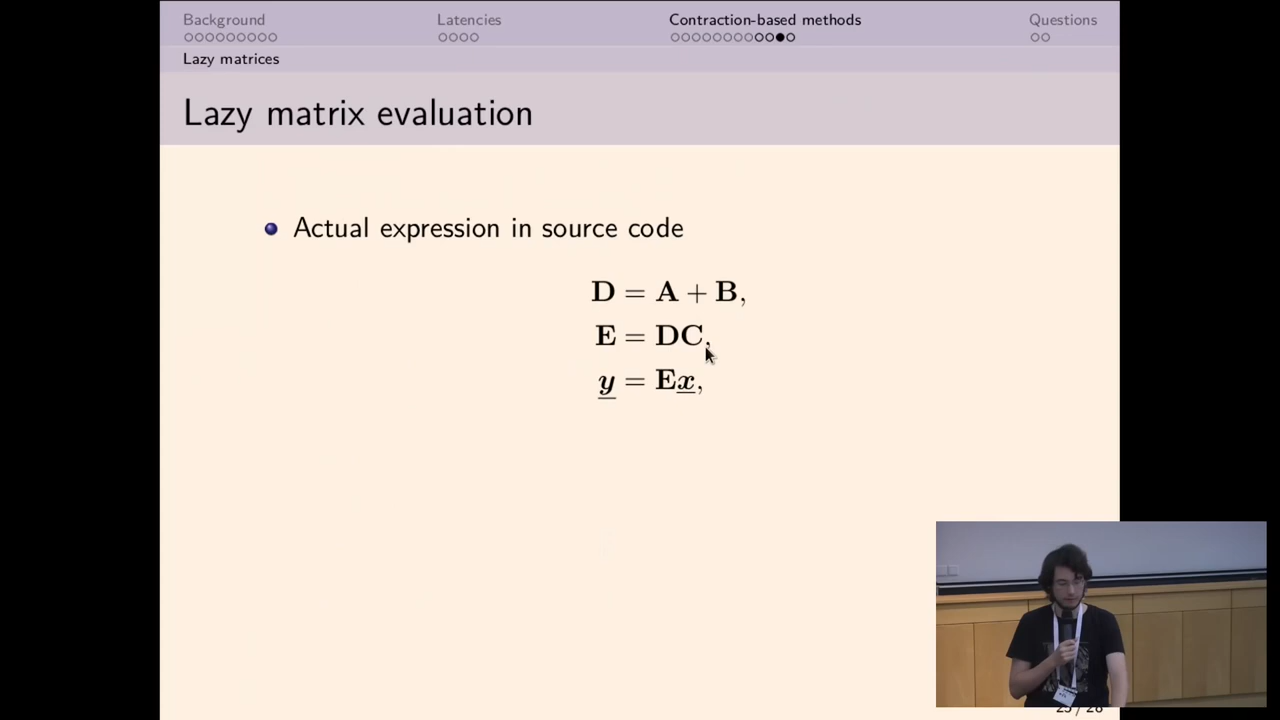 Background Latencies Contraction-based methods Questions
Lazy matrices
Lazy matrix evaluation
Actual expression in source code
D = A + B,
E = DC,
y = Ex,